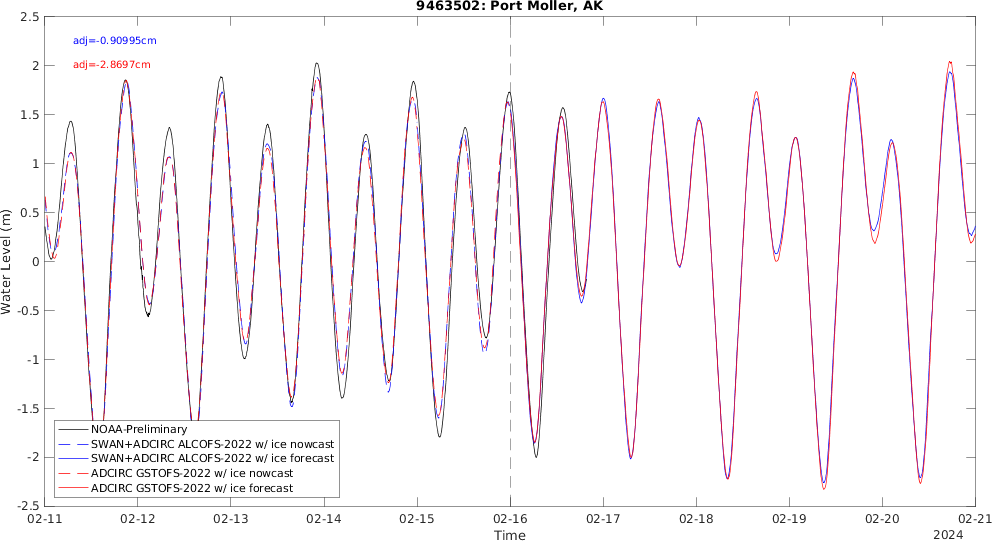 9463502: Port Moller, AK
adj=-0.90995cm
adj=-2.8697cm
2.5
2
1.5
1
0.5
0
-0.5
-1
-1.5
-2
-2.5
Water Level (m)
NOAA-Preliminary
SWAN+ADCIRC ALCOFS-2022 w/ ice nowcast
SWAN+ADCIRC ALCOFS-2022 w/ ice forecast
ADCIRC GSTOFS-2022 w/ ice nowcast
ADCIRC GSTOFS-2022 w/ ice forecast
02-11 02-12 02-13 02-14 02-15 02-16 02-17 02-18 02-19 02-20 02-21
Time
2024